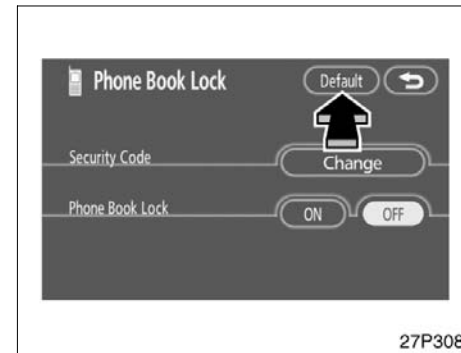 Phone Book Lock Default
Security Code Change
Phone Book Lock ON OFF
27P308